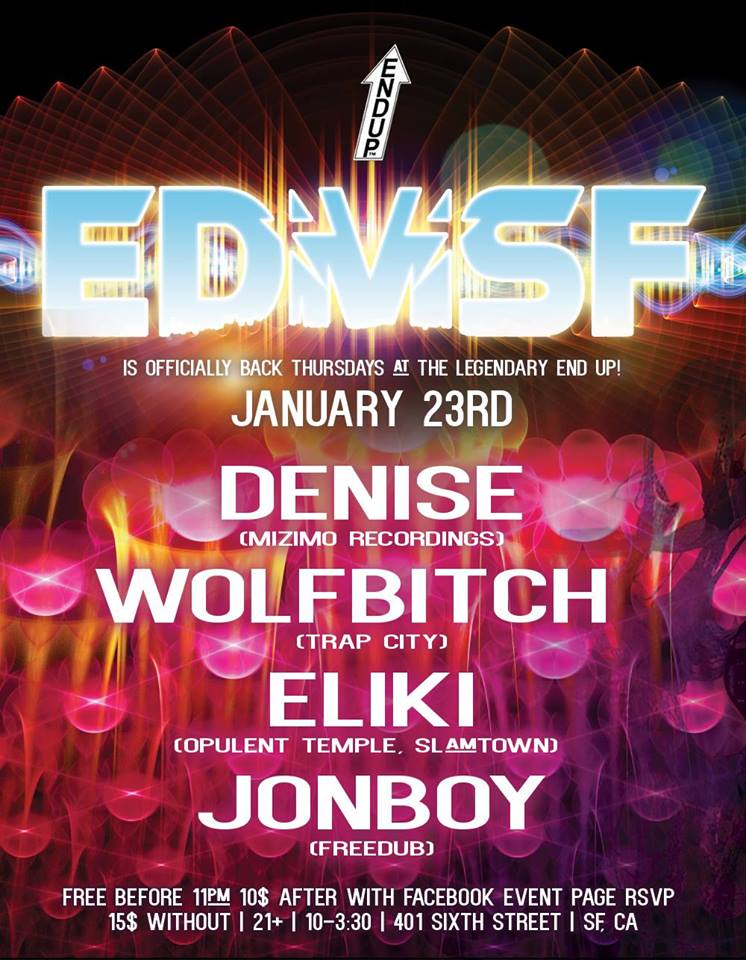 ENDUP™
EDMSF
IS OFFICIALLY BACK THURSDAYS AT THE LEGENDARY END UP!
JANUARY 23RD
DENISE
(MIZIMO RECORDINGS)
WOLFBITCH
(TRAP CITY)
ELIKI
(OPULENT TEMPLE, SLAMTOWN)
JONBOY
(FREEDUB)
FREE BEFORE 11PM 10$ AFTER WITH FACEBOOK EVENT PAGE RSVP
15$ WITHOUT | 21+ | 10-3:30 | 401 SIXTH STREET | SF, CA